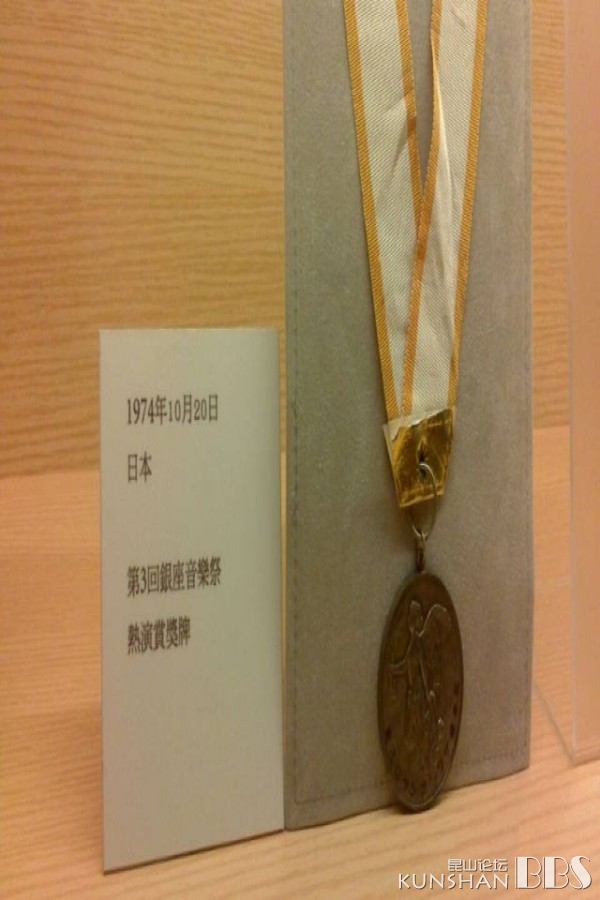 1974年10月20日
日本
第3回銀座音樂祭
熱演賞獎牌
昆山论坛
KUNSHAN BBS